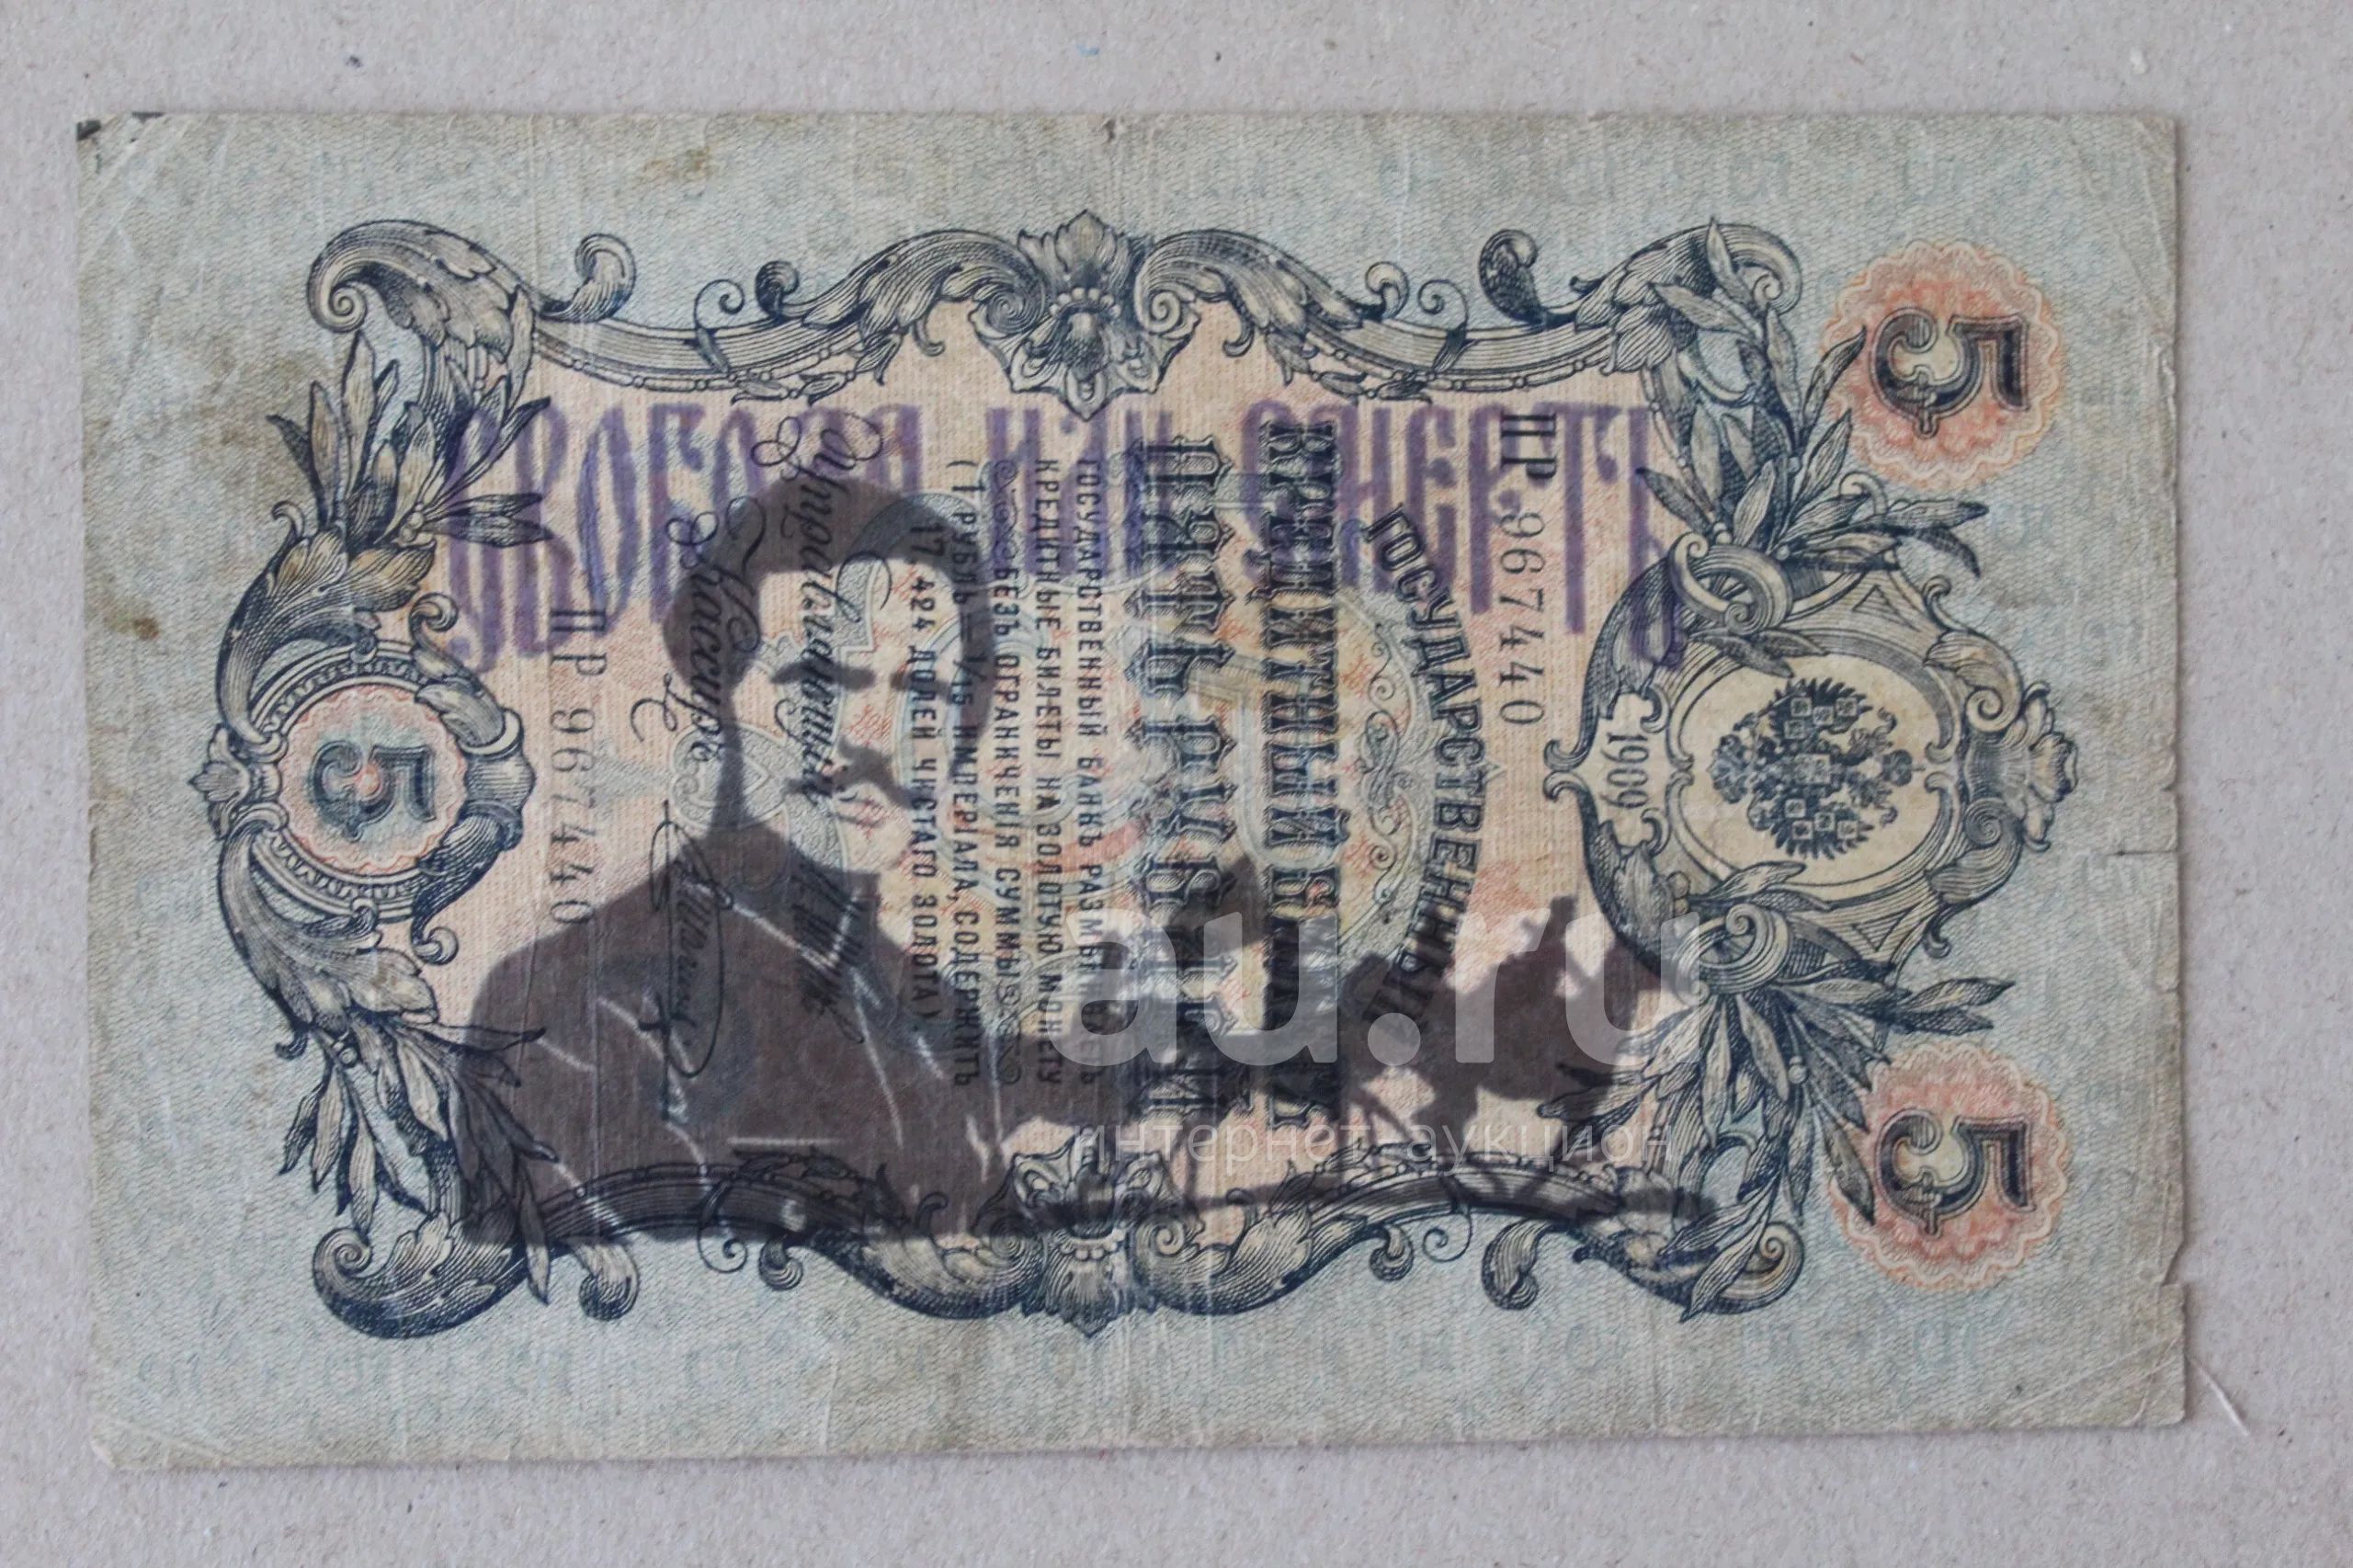 СВОБОДА ИЛИ СМЕРТЬ
5
5
1909
ПР 967440
ГОСУДАРСТВЕННЫЙ
КРЕДИТНЫЙ БИЛЕТЪ
ПЯТЬ РУБЛЕЙ
ГОСУДАРСТВЕННЫЙ БАНКЪ РАЗМѢНИВАЕТЪ
КРЕДИТНЫЕ БИЛЕТЫ НА ЗОЛОТУЮ МОНЕТУ
БЕЗЪ ОГРАНИЧЕНІЯ СУММЫ
(1 РУБЛЬ = 1/15 ИМПЕРІАЛА, СОДЕРЖИТЪ
17,424 ДОЛЕЙ ЧИСТАГО ЗОЛОТА)
Управляющій
Кассиръ
ПР 967440
5
au.ru
интернет-аукцион